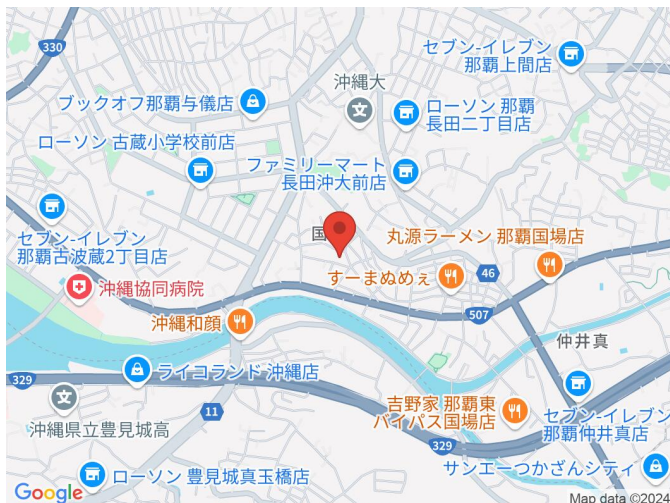 330
セブン-イレブン
那覇上間店
沖縄大
ブックオフ那覇与儀店
ローソン 那覇
長田二丁目店
ローソン 古蔵小学校前店
ファミリーマート
長田沖大前店
セブン-イレブン
那覇古波蔵2丁目店
国
丸源ラーメン 那覇国場店
すーまぬめぇ
46
沖縄協同病院
507
沖縄和顔
仲井真
329
ライコランド 沖縄店
沖縄県立豊見城高
11
吉野家 那覇東
バイパス国場店
セブン-イレブン
那覇仲井真店
329
サンエーつかざんシティ
ローソン 豊見城真玉橋店
Google
Map data ©2024